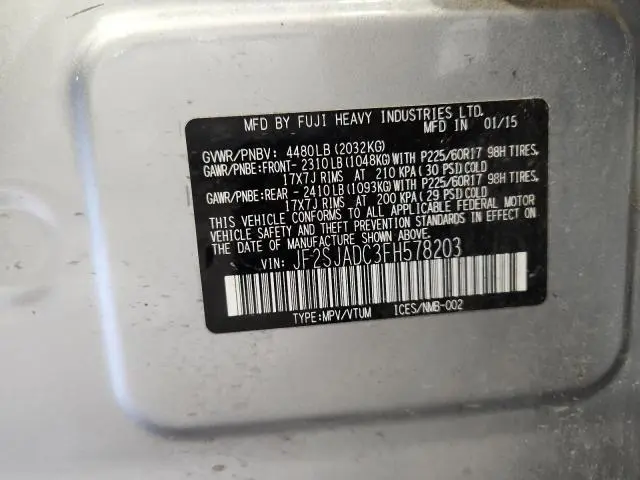 MFD BY FUJI HEAVY INDUSTRIES LTD.
MFD IN 01/15
GVWR/PNBV: 4480LB(2032KG)
GAWR/PNBE:FRONT-2310LB(1048KG)WITH P225/60R17 98H TIRES,
17X7J RIMS AT 210 KPA(30 PSI)COLD
GAWR/PNBE:REAR -2410LB(1093KG)WITH P225/60R17 98H TIRES,
17X7J RIMS AT 200 KPA(29 PSI)COLD
THIS VEHICLE CONFORMS TO ALL APPLICABLE FEDERAL MOTOR
VEHICLE SAFETY AND THEFT PREVENTION STANDARDS IN EFFECT
ON THE DATE OF MANUFACTURE SHOWN ABOVE.
VIN: JF2SJADC3FH578203
TYPE:MPV/VTUM ICES/NMB-002